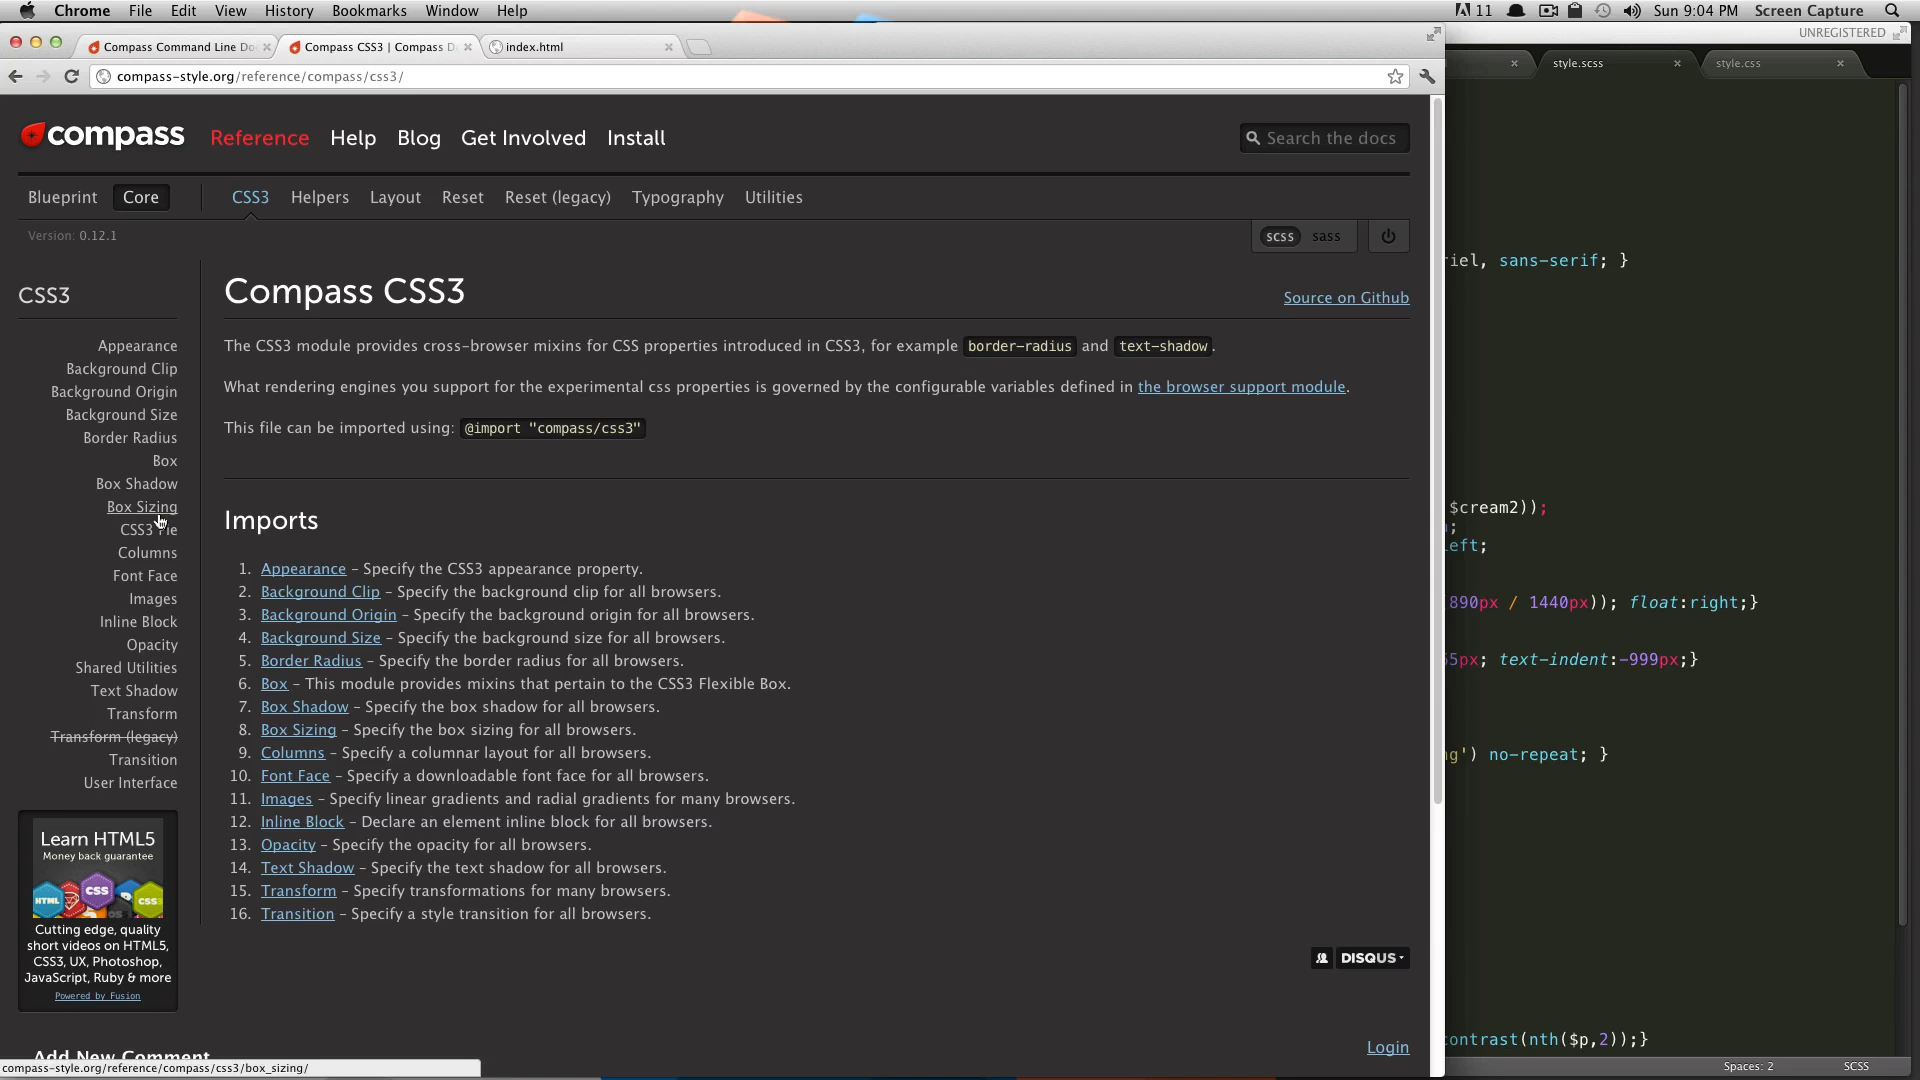 Chrome File Edit View History Bookmarks Window Help
11 Sun 9:04 PM Screen Capture
UNREGISTERED
Compass Command Line Do
Compass CSS3 | Compass D
index.html
style.scss
style.css
compass-style.org/reference/compass/css3/
compass
Reference Help Blog Get Involved Install
Search the docs
Blueprint Core CSS3 Helpers Layout Reset Reset (legacy) Typography Utilities
Version: 0.12.1
scss sass
CSS3
Appearance
Background Clip
Background Origin
Background Size
Border Radius
Box
Box Shadow
Box Sizing
CSS3 Pie
Columns
Font Face
Images
Inline Block
Opacity
Shared Utilities
Text Shadow
Transform
Transform (legacy)
Transition
User Interface
Learn HTML5
Money back guarantee
HTML CSS CSS
Cutting edge, quality
short videos on HTML5,
CSS3, UX, Photoshop,
JavaScript, Ruby & more
Powered by Fusion
Compass CSS3
Source on Github
The CSS3 module provides cross-browser mixins for CSS properties introduced in CSS3, for example border-radius and text-shadow.
What rendering engines you support for the experimental css properties is governed by the configurable variables defined in the browser support module.
This file can be imported using: @import "compass/css3"
Imports
1. Appearance – Specify the CSS3 appearance property.
2. Background Clip – Specify the background clip for all browsers.
3. Background Origin – Specify the background origin for all browsers.
4. Background Size – Specify the background size for all browsers.
5. Border Radius – Specify the border radius for all browsers.
6. Box – This module provides mixins that pertain to the CSS3 Flexible Box.
7. Box Shadow – Specify the box shadow for all browsers.
8. Box Sizing – Specify the box sizing for all browsers.
9. Columns – Specify a columnar layout for all browsers.
10. Font Face – Specify a downloadable font face for all browsers.
11. Images – Specify linear gradients and radial gradients for many browsers.
12. Inline Block – Declare an element inline block for all browsers.
13. Opacity – Specify the opacity for all browsers.
14. Text Shadow – Specify the text shadow for all browsers.
15. Transform – Specify transformations for many browsers.
16. Transition – Specify a style transition for all browsers.
DISQUS
Add New Comment
Login
compass-style.org/reference/compass/css3/box_sizing/
riel, sans-serif; }
$cream2));
;
left;
890px / 1440px)); float:right;}
55px; text-indent:-999px;}
ng') no-repeat; }
contrast(nth($p,2));}
Spaces: 2 SCSS